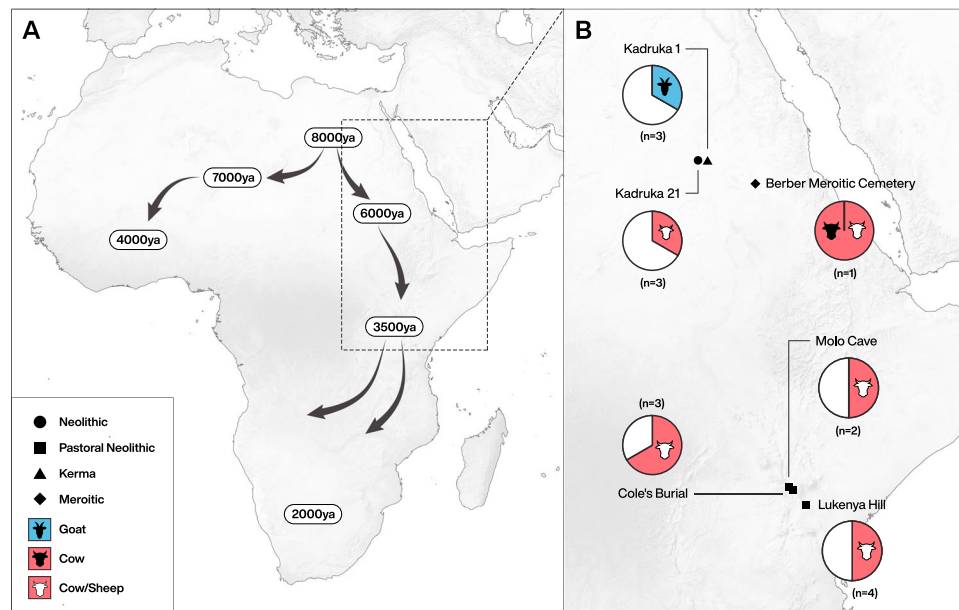 A
8000ya
7000ya
6000ya
4000ya
3500ya
2000ya
Neolithic
Pastoral Neolithic
Kerma
Meroitic
Goat
Cow
Cow/Sheep
B
Kadruka 1
(n=3)
Kadruka 21
(n=3)
Berber Meroitic Cemetery
(n=1)
Molo Cave
(n=2)
(n=3)
Cole's Burial
Lukenya Hill
(n=4)